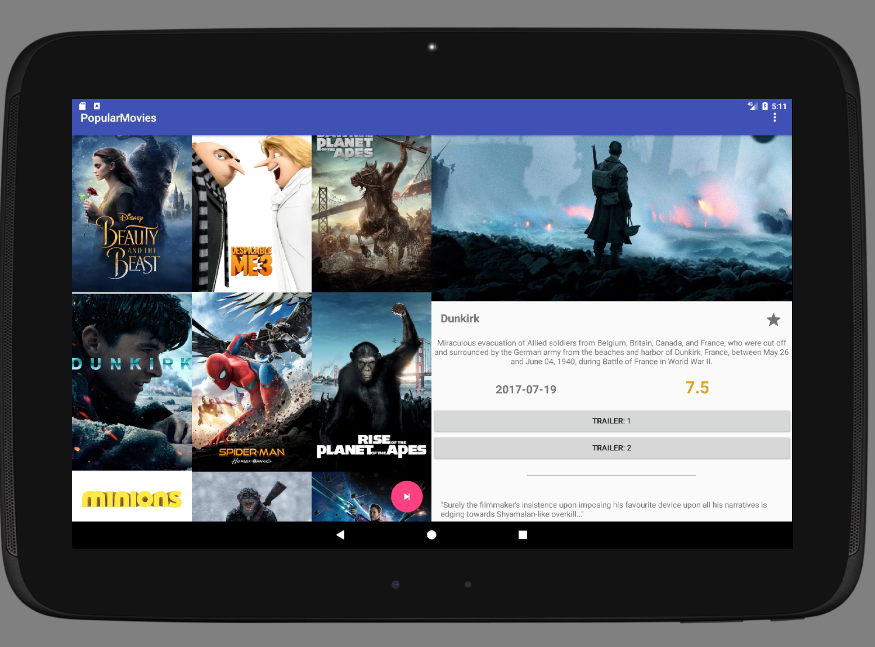 5:11
PopularMovies
Disney
BEAUTY
AND THE
BEAST
DESPICABLE
ME3
PLANET
OF THE
APES
DUNKIRK
SPIDER-MAN
HOMECOMING
RISE
OF THE
PLANET OF THE APES
MINIONS
Dunkirk
Miraculous evacuation of Allied soldiers from Belgium, Britain, Canada, and France, who were cut off
and surrounded by the German army from the beaches and harbor of Dunkirk, France, between May 26
and June 04, 1940, during Battle of France in World War II.
2017-07-19
7.5
TRAILER: 1
TRAILER: 2
"Surely the filmmaker's insistence upon imposing his favourite device upon all his narratives is
edging towards Shyamalan-like overkill..."